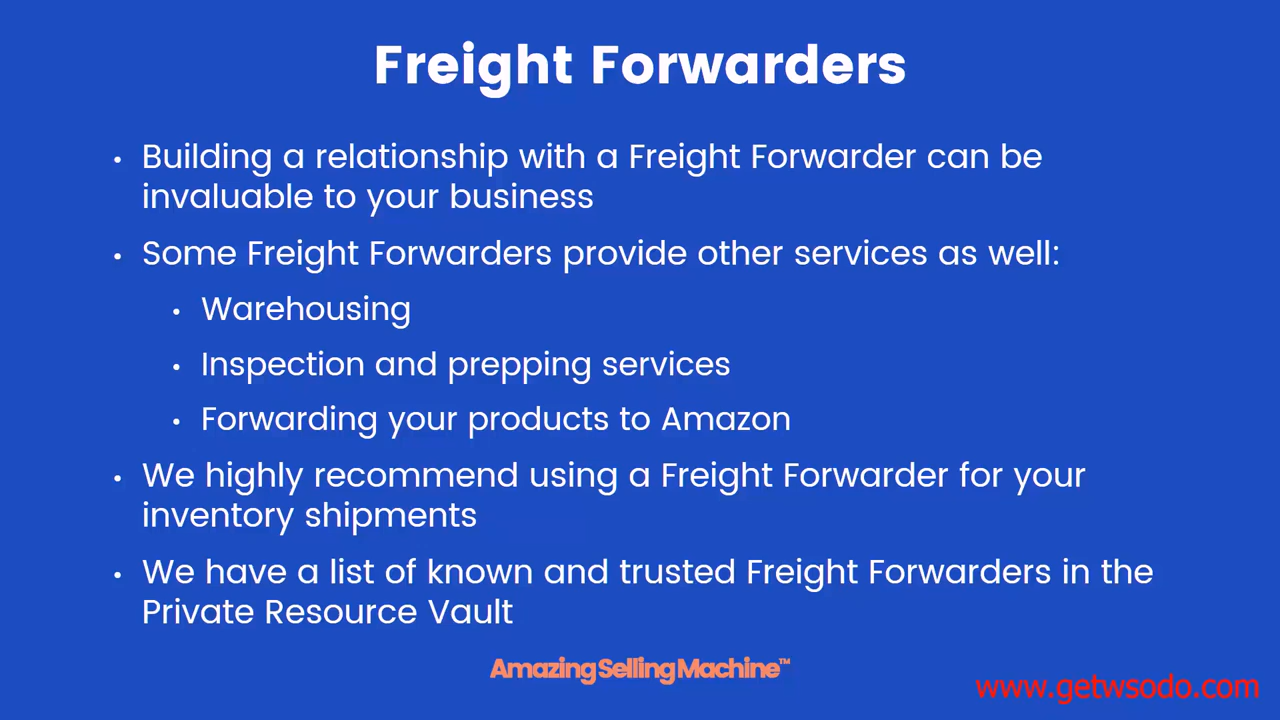 Freight Forwarders
• Building a relationship with a Freight Forwarder can be
invaluable to your business
• Some Freight Forwarders provide other services as well:
• Warehousing
• Inspection and prepping services
• Forwarding your products to Amazon
• We highly recommend using a Freight Forwarder for your
inventory shipments
• We have a list of known and trusted Freight Forwarders in the
Private Resource Vault
Amazing Selling Machine™
www.getwsodo.com